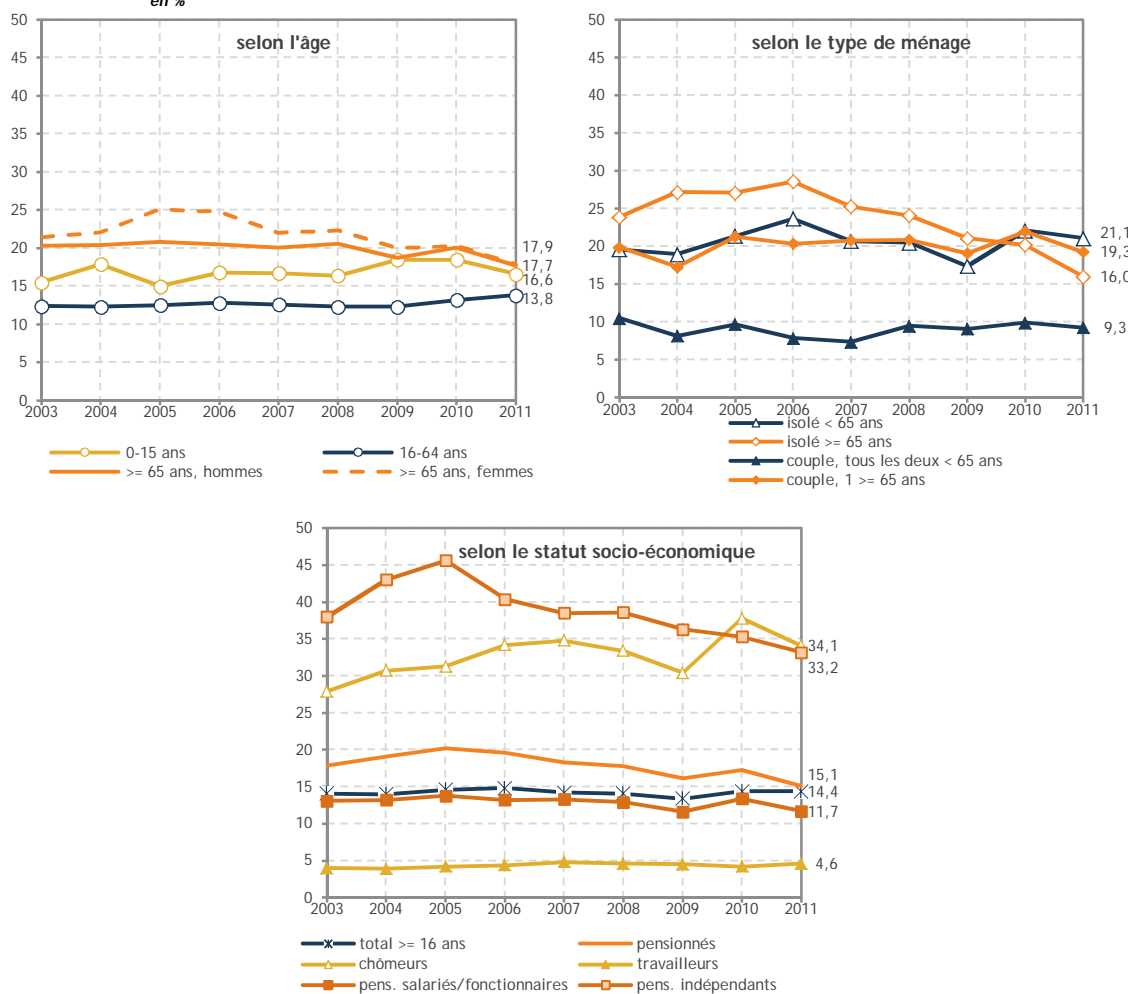 en %
selon l'âge
50
45
40
35
30
25
20
15
10
5
0
2003 2004 2005 2006 2007 2008 2009 2010 2011
17,9
17,7
16,6
13,8
0-15 ans
16-64 ans
>= 65 ans, hommes
>= 65 ans, femmes
selon le type de ménage
50
45
40
35
30
25
20
15
10
5
0
2003 2004 2005 2006 2007 2008 2009 2010 2011
21,1
19,3
16,0
9,3
isolé < 65 ans
isolé >= 65 ans
couple, tous les deux < 65 ans
couple, 1 >= 65 ans
selon le statut socio-économique
50
45
40
35
30
25
20
15
10
5
0
2003 2004 2005 2006 2007 2008 2009 2010 2011
34,1
33,2
15,1
14,4
11,7
4,6
total >= 16 ans
pensionnés
chômeurs
travailleurs
pens. salariés/fonctionnaires
pens. indépendants